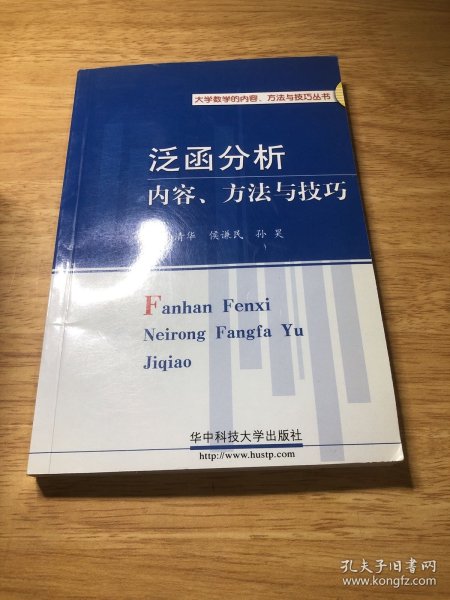 大学数学的内容、方法与技巧丛书
泛函分析
内容、方法与技巧
清华 侯谦民 孙昊
Fanhan Fenxi
Neirong Fangfa Yu
Jiqiao
华中科技大学出版社
http://www.hustp.com
孔夫子旧书网
www.kongfz.com